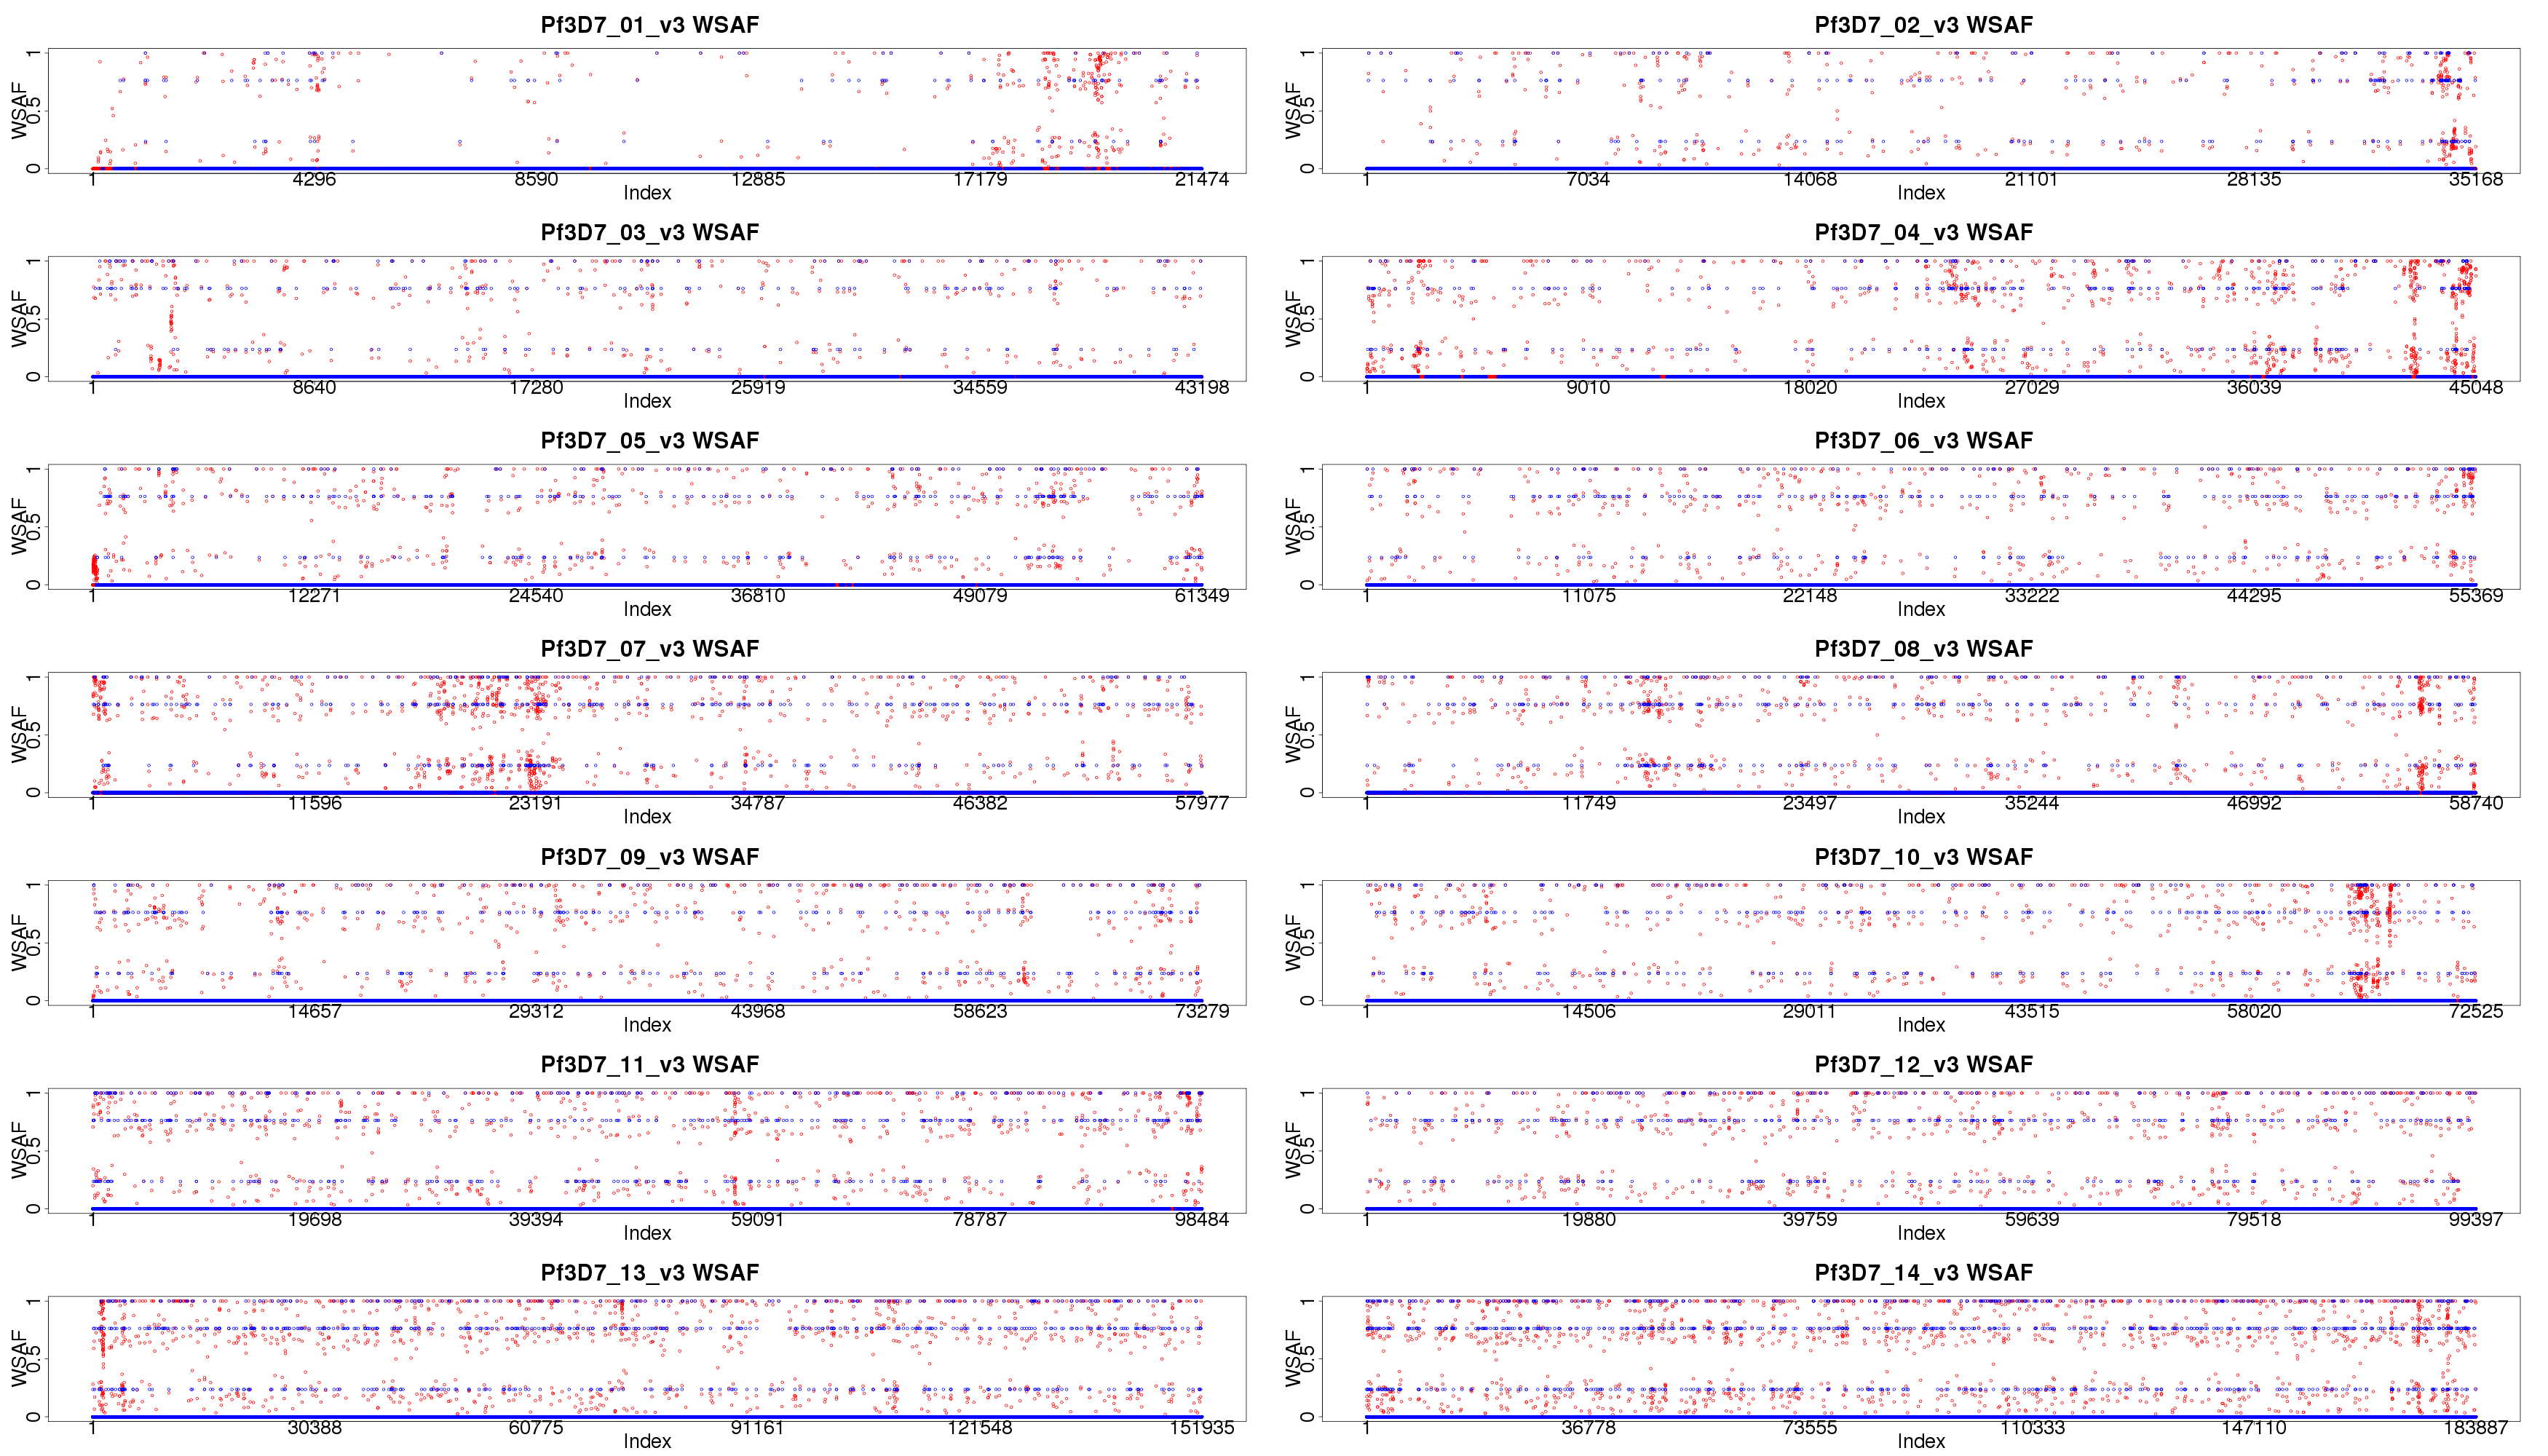 Pf3D7_01_v3 WSAF
WSAF
0 0.5 1
1 4296 8590 12885 17179 21474
Index
Pf3D7_02_v3 WSAF
WSAF
0 0.5 1
1 7034 14068 21101 28135 35168
Index
Pf3D7_03_v3 WSAF
WSAF
0 0.5 1
1 8640 17280 25919 34559 43198
Index
Pf3D7_04_v3 WSAF
WSAF
0 0.5 1
1 9010 18020 27029 36039 45048
Index
Pf3D7_05_v3 WSAF
WSAF
0 0.5 1
1 12271 24540 36810 49079 61349
Index
Pf3D7_06_v3 WSAF
WSAF
0 0.5 1
1 11075 22148 33222 44295 55369
Index
Pf3D7_07_v3 WSAF
WSAF
0 0.5 1
1 11596 23191 34787 46382 57977
Index
Pf3D7_08_v3 WSAF
WSAF
0 0.5 1
1 11749 23497 35244 46992 58740
Index
Pf3D7_09_v3 WSAF
WSAF
0 0.5 1
1 14657 29312 43968 58623 73279
Index
Pf3D7_10_v3 WSAF
WSAF
0 0.5 1
1 14506 29011 43515 58020 72525
Index
Pf3D7_11_v3 WSAF
WSAF
0 0.5 1
1 19698 39394 59091 78787 98484
Index
Pf3D7_12_v3 WSAF
WSAF
0 0.5 1
1 19880 39759 59639 79518 99397
Index
Pf3D7_13_v3 WSAF
WSAF
0 0.5 1
1 30388 60775 91161 121548 151935
Index
Pf3D7_14_v3 WSAF
WSAF
0 0.5 1
1 36778 73555 110333 147110 183887
Index